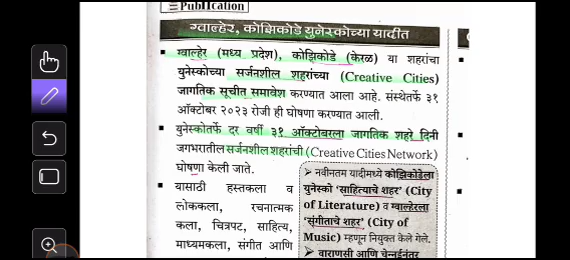 Publication
ग्वाल्हेर, कोझिकोडे युनेस्कोच्या यादीत
▪ ग्वाल्हेर (मध्य प्रदेश), कोझिकोडे (केरळ) या शहरांचा
युनेस्कोच्या सर्जनशील शहरांच्या (Creative Cities)
जागतिक सूचीत समावेश करण्यात आला आहे. संस्थेतर्फे ३१
ऑक्टोबर २०२३ रोजी ही घोषणा करण्यात आली.
▪ युनेस्कोतर्फे दर वर्षी ३१ ऑक्टोबरला जागतिक शहरे दिनी
जगभरातील सर्जनशील शहरांची (Creative Cities Network)
घोषणा केली जाते.
▪ यासाठी हस्तकला व
लोककला, रचनात्मक
कला, चित्रपट, साहित्य,
माध्यमकला, संगीत आणि
➢ नवीनतम यादीमध्ये कोझिकोडेला
युनेस्को 'साहित्याचे शहर' (City
of Literature) व ग्वाल्हेरला
'संगीताचे शहर' (City of
Music) म्हणून नियुक्त केले गेले.
➢ वाराणसी आणि चेन्नईनंतर